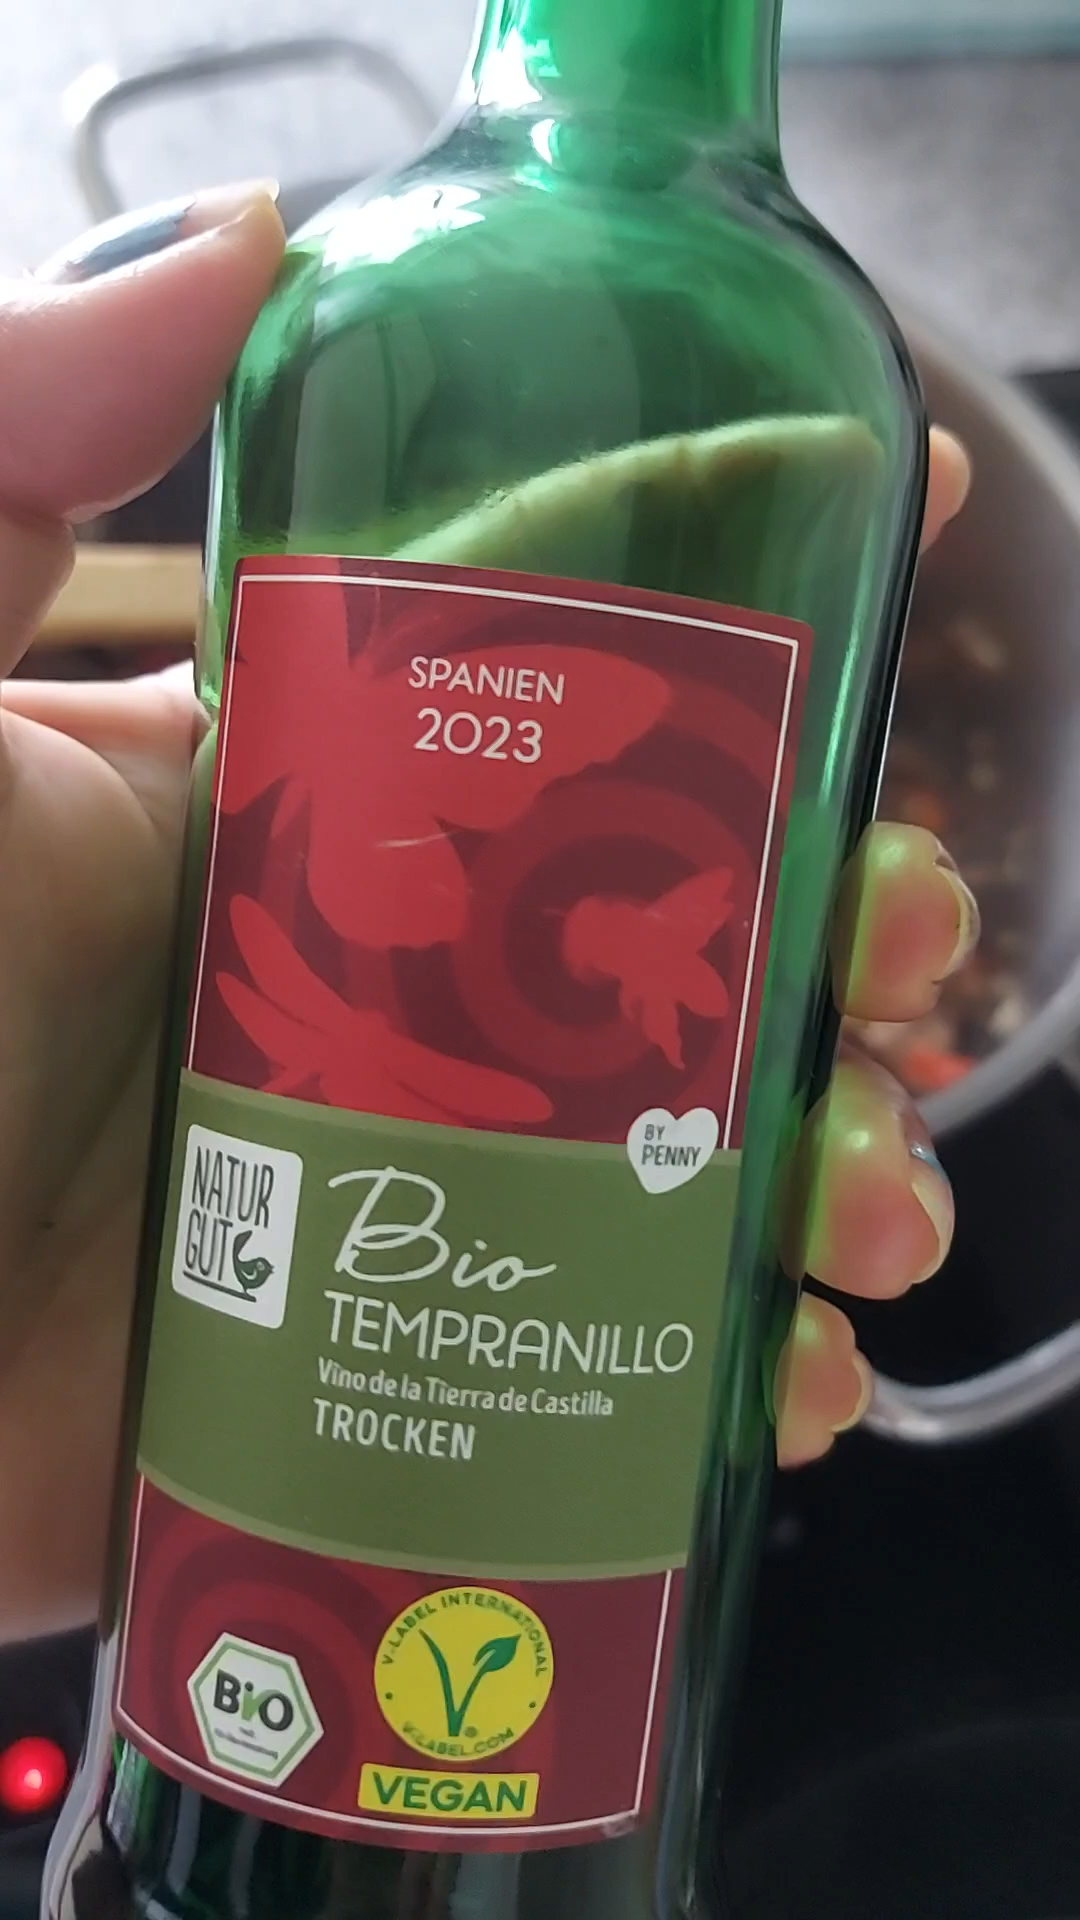 SPANIEN
2023
BY
PENNY
NATUR
GUT
Bio
TEMPRANILLO
Vino de la Tierra de Castilla
TROCKEN
BiO
V-LABEL INTERNATIONAL
V-LABEL.COM
®
VEGAN